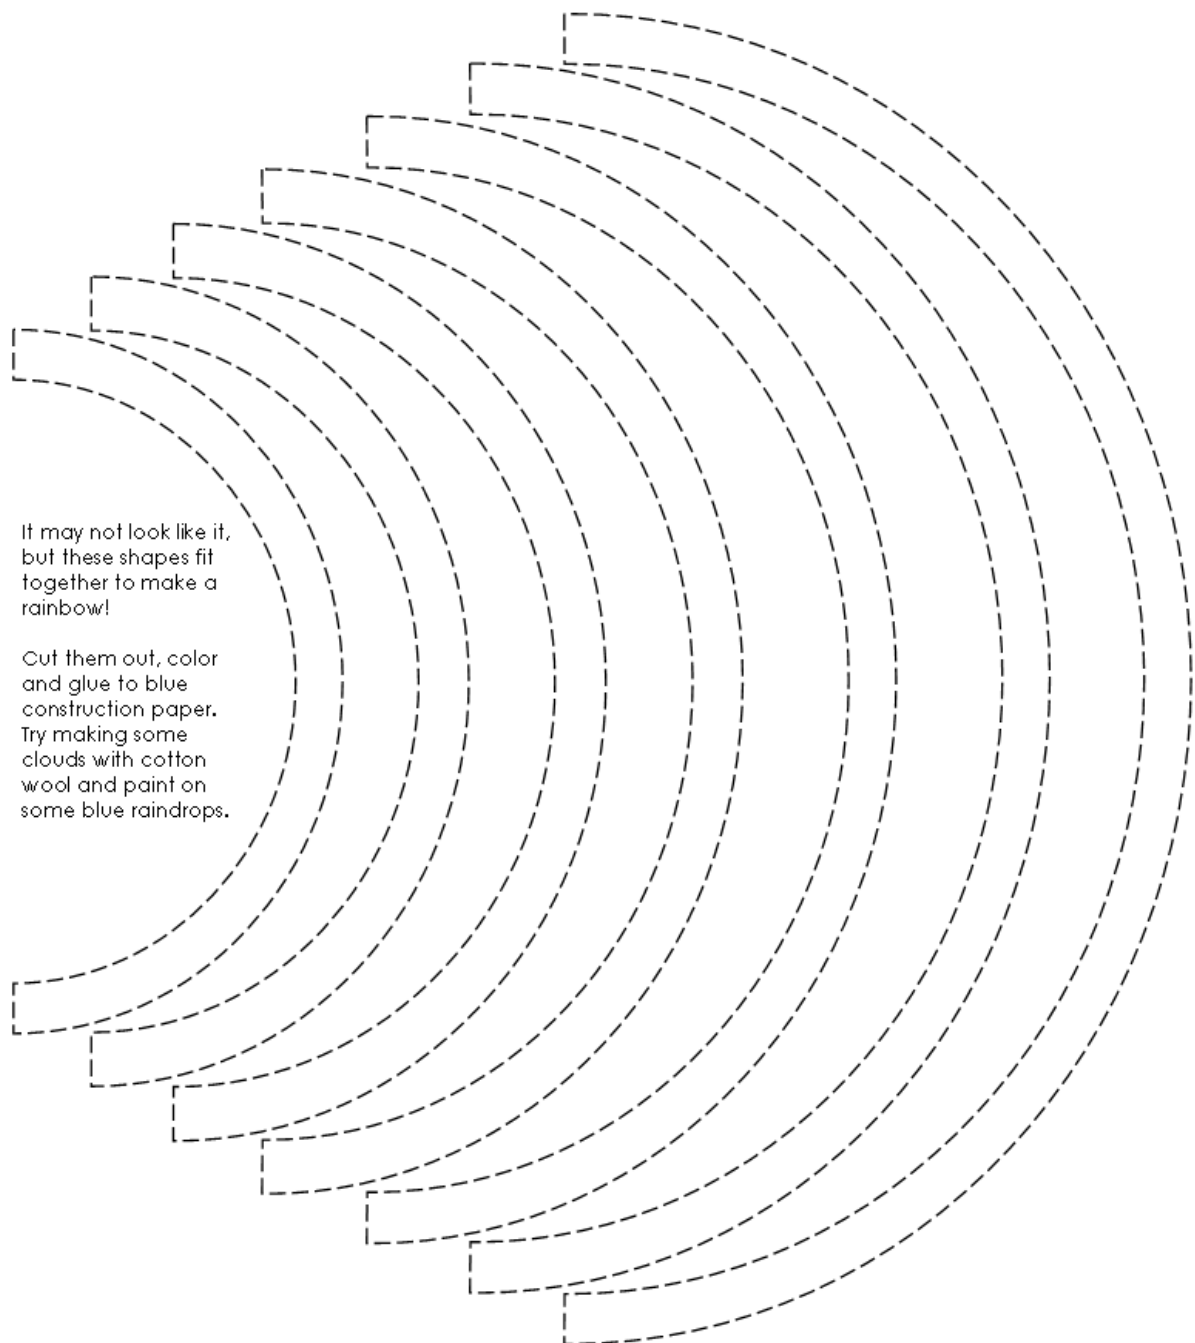 It may not look like it,
but these shapes fit
together to make a
rainbow!
Cut them out, color
and glue to blue
construction paper.
Try making some
clouds with cotton
wool and paint on
some blue raindrops.